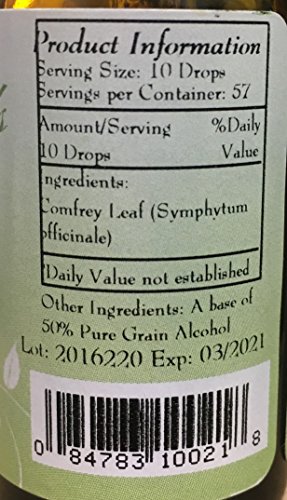 Product Information
Serving Size: 10 Drops
Servings per Container: 57
Amount/Serving %Daily
10 Drops Value
Ingredients:
Comfrey Leaf (Symphytum
officinale)
*Daily Value not established
Other Ingredients: A base of
50% Pure Grain Alcohol
Lot: 2016220 Exp: 03/2021
0 84783 10021 8